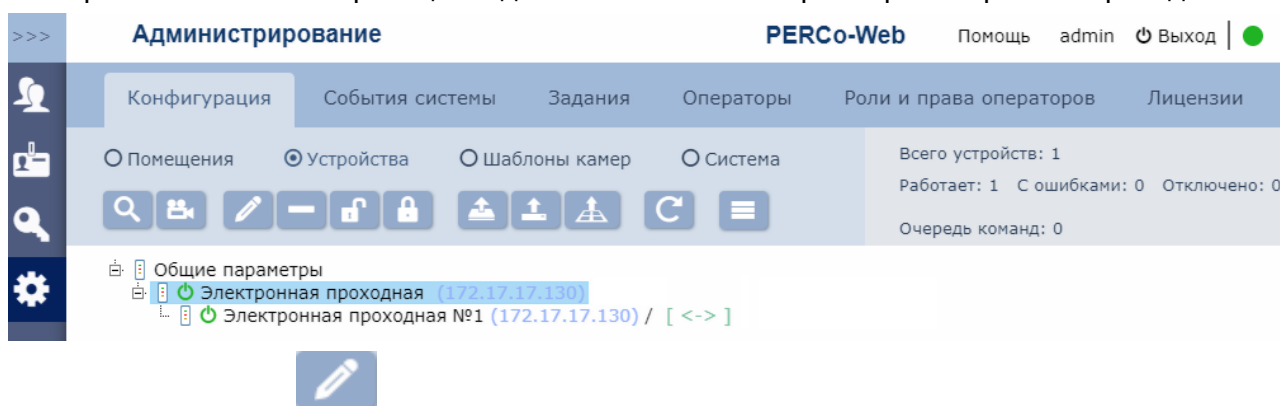 >>> Администрирование PERCo-Web Помощь admin Выход
Конфигурация События системы Задания Операторы Роли и права операторов Лицензии
Помещения Устройства Шаблоны камер Система
Всего устройств: 1
Работает: 1 С ошибками: 0 Отключено: 0
Очередь команд: 0
Общие параметры
Электронная проходная (172.17.17.130)
Электронная проходная №1 (172.17.17.130) / [ <-> ]